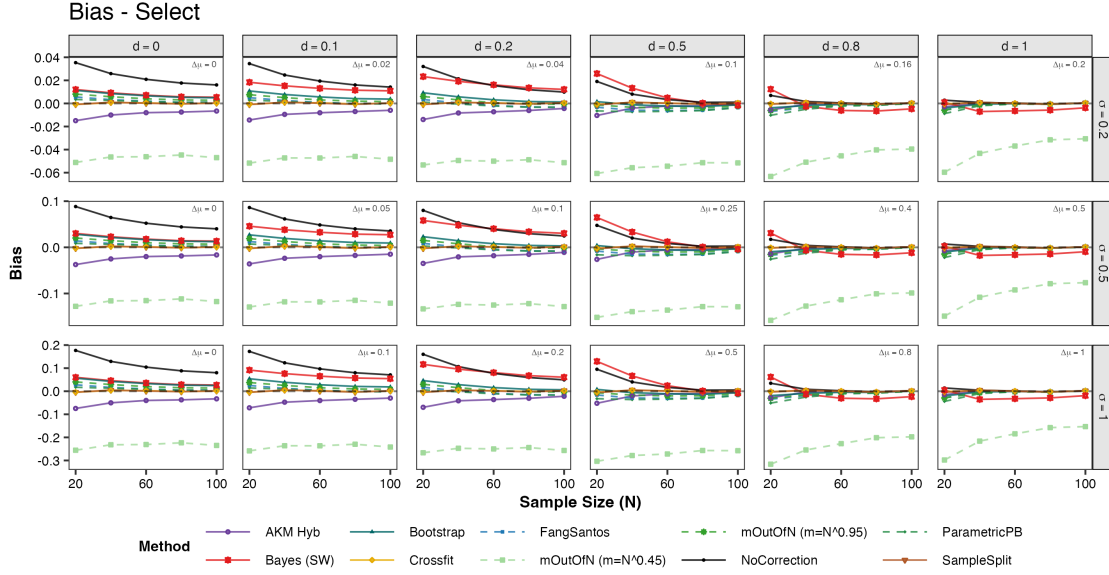 Bias - Select
d = 0
d = 0.1
d = 0.2
d = 0.5
d = 0.8
d = 1
0.04
0.02
0.00
-0.02
-0.04
-0.06
Δμ = 0
Δμ = 0.02
Δμ = 0.04
Δμ = 0.1
Δμ = 0.16
Δμ = 0.2
σ = 0.2
0.1
0.0
-0.1
Δμ = 0
Δμ = 0.05
Δμ = 0.1
Δμ = 0.25
Δμ = 0.4
Δμ = 0.5
σ = 0.5
Bias
0.2
0.1
0.0
-0.1
-0.2
-0.3
Δμ = 0
Δμ = 0.1
Δμ = 0.2
Δμ = 0.5
Δμ = 0.8
Δμ = 1
σ = 1
20 60 100
20 60 100
20 60 100
20 60 100
20 60 100
20 60 100
Sample Size (N)
Method
AKM Hyb
Bootstrap
FangSantos
mOutOfN (m=N^0.95)
ParametricPB
Bayes (SW)
Crossfit
mOutOfN (m=N^0.45)
NoCorrection
SampleSplit